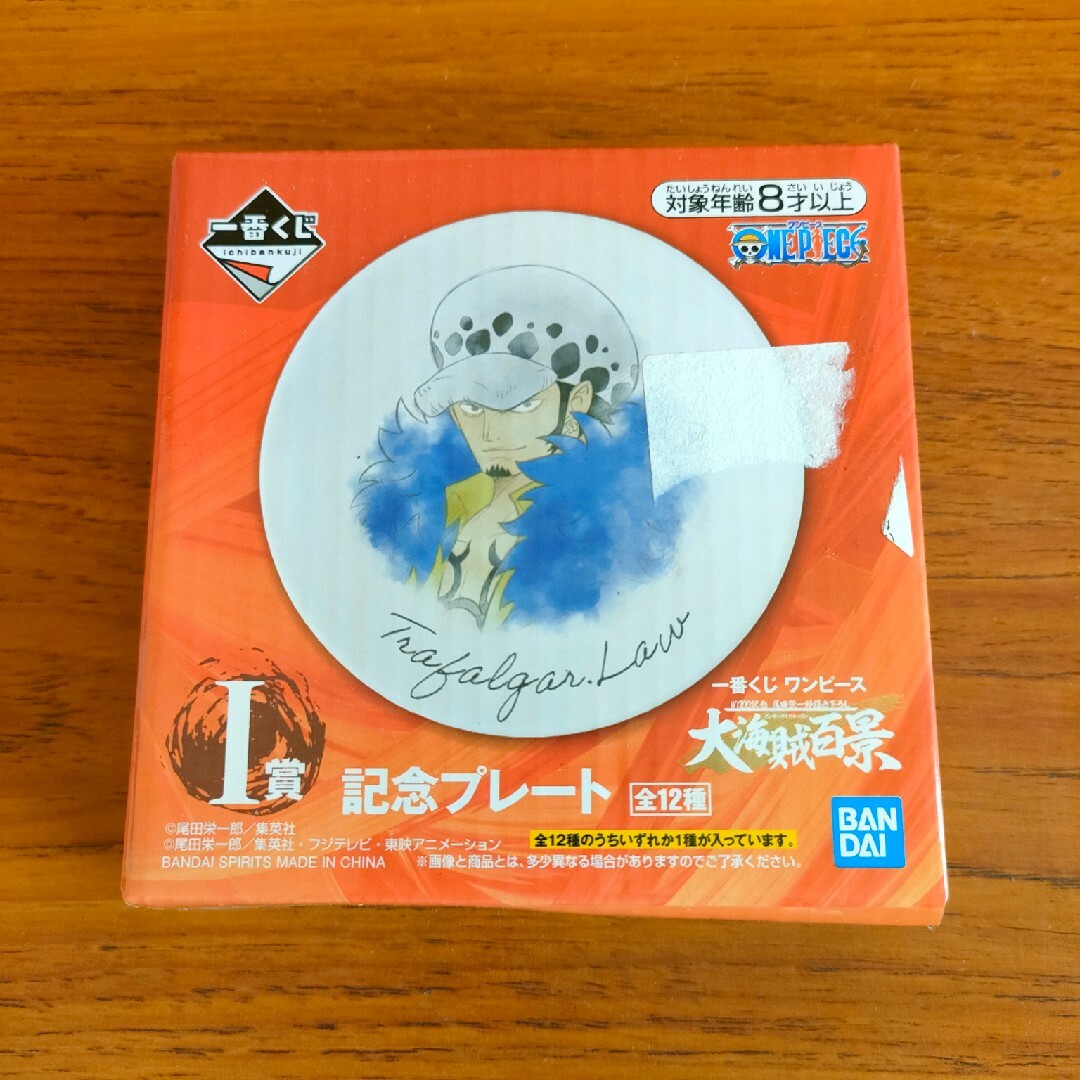 一番くじ
ichibankuji
たいしょうねんれい さい い じょう
対象年齢8才以上
ワンピース
ONE PIECE
Trafalgar.Law
一番くじ ワンピース
大海賊百景
I賞
記念プレート 全12種
BAN
DAI
©尾田栄一郎/集英社
©尾田栄一郎/集英社・フジテレビ・東映アニメーション
BANDAI SPIRITS MADE IN CHINA
全12種のうちいずれか1種が入っています。
※画像と商品とは、多少異なる場合がありますのでご了承ください。